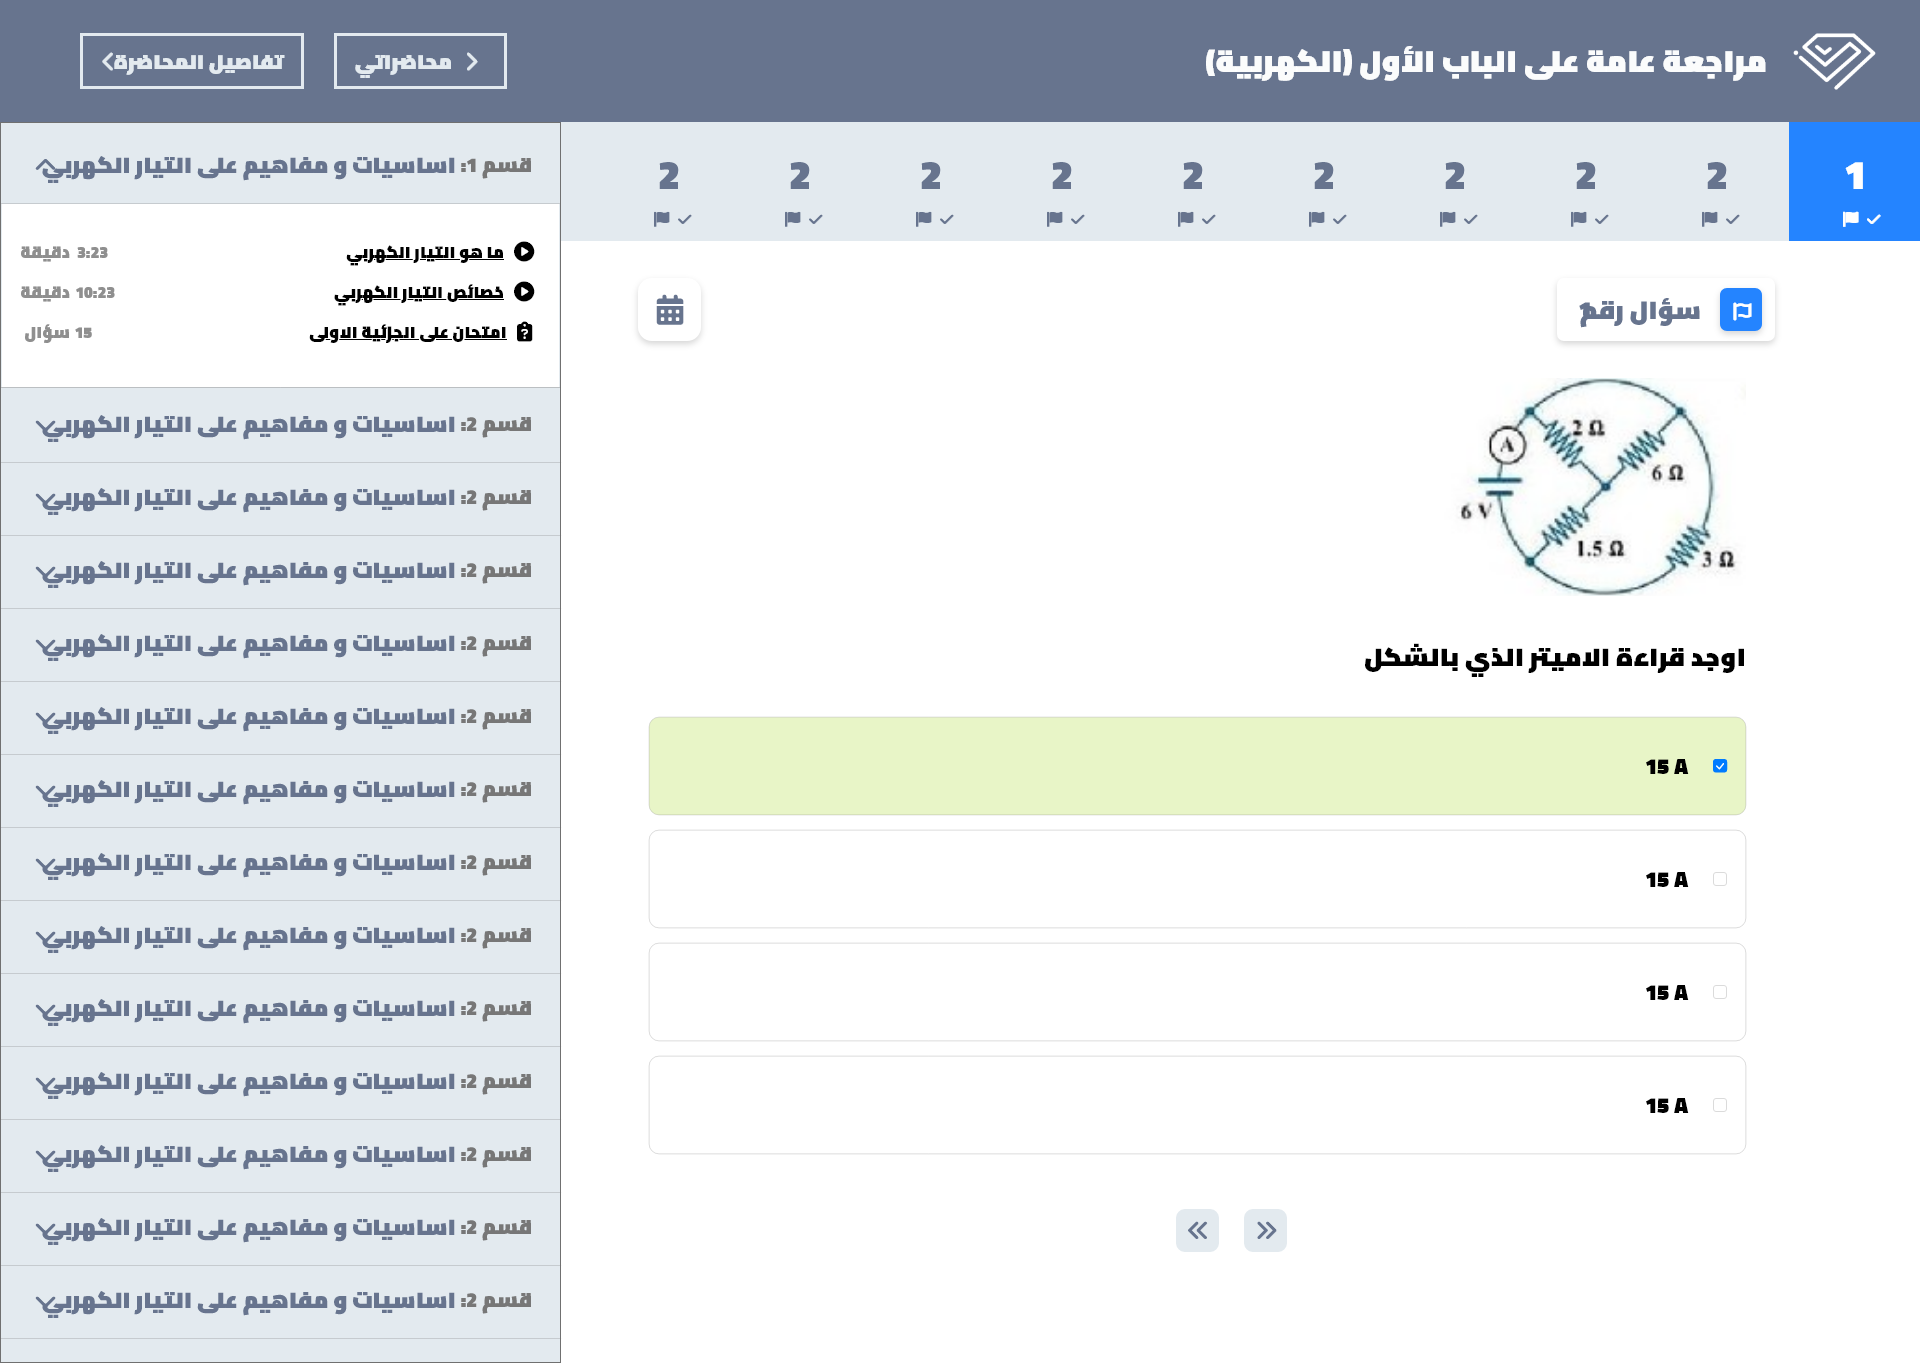 مراجعة عامة على الباب الأول (الكهربية)
محاضراتي
تفاصيل المحاضرة
1
2
2
2
2
2
2
2
2
2
سؤال رقم1
2 Ω
A
6 Ω
6 V
1.5 Ω
3 Ω
اوجد قراءة الاميتر الذي بالشكل
15 A
15 A
15 A
15 A
قسم 1: اساسيات و مفاهيم على التيار الكهربي
ما هو التيار الكهربي
3:23 دقيقة
خصائص التيار الكهربي
10:23 دقيقة
امتحان على الجزئية الاولى
15 سؤال
قسم 2: اساسيات و مفاهيم على التيار الكهربي
قسم 2: اساسيات و مفاهيم على التيار الكهربي
قسم 2: اساسيات و مفاهيم على التيار الكهربي
قسم 2: اساسيات و مفاهيم على التيار الكهربي
قسم 2: اساسيات و مفاهيم على التيار الكهربي
قسم 2: اساسيات و مفاهيم على التيار الكهربي
قسم 2: اساسيات و مفاهيم على التيار الكهربي
قسم 2: اساسيات و مفاهيم على التيار الكهربي
قسم 2: اساسيات و مفاهيم على التيار الكهربي
قسم 2: اساسيات و مفاهيم على التيار الكهربي
قسم 2: اساسيات و مفاهيم على التيار الكهربي
قسم 2: اساسيات و مفاهيم على التيار الكهربي
قسم 2: اساسيات و مفاهيم على التيار الكهربي